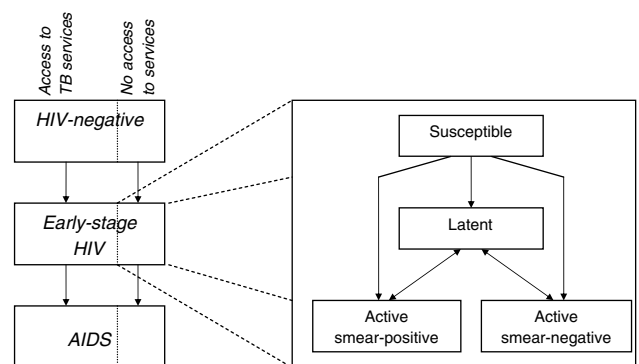 Access to
TB services
No access
to services
HIV-negative
Early-stage
HIV
AIDS
Susceptible
Latent
Active
smear-positive
Active
smear-negative